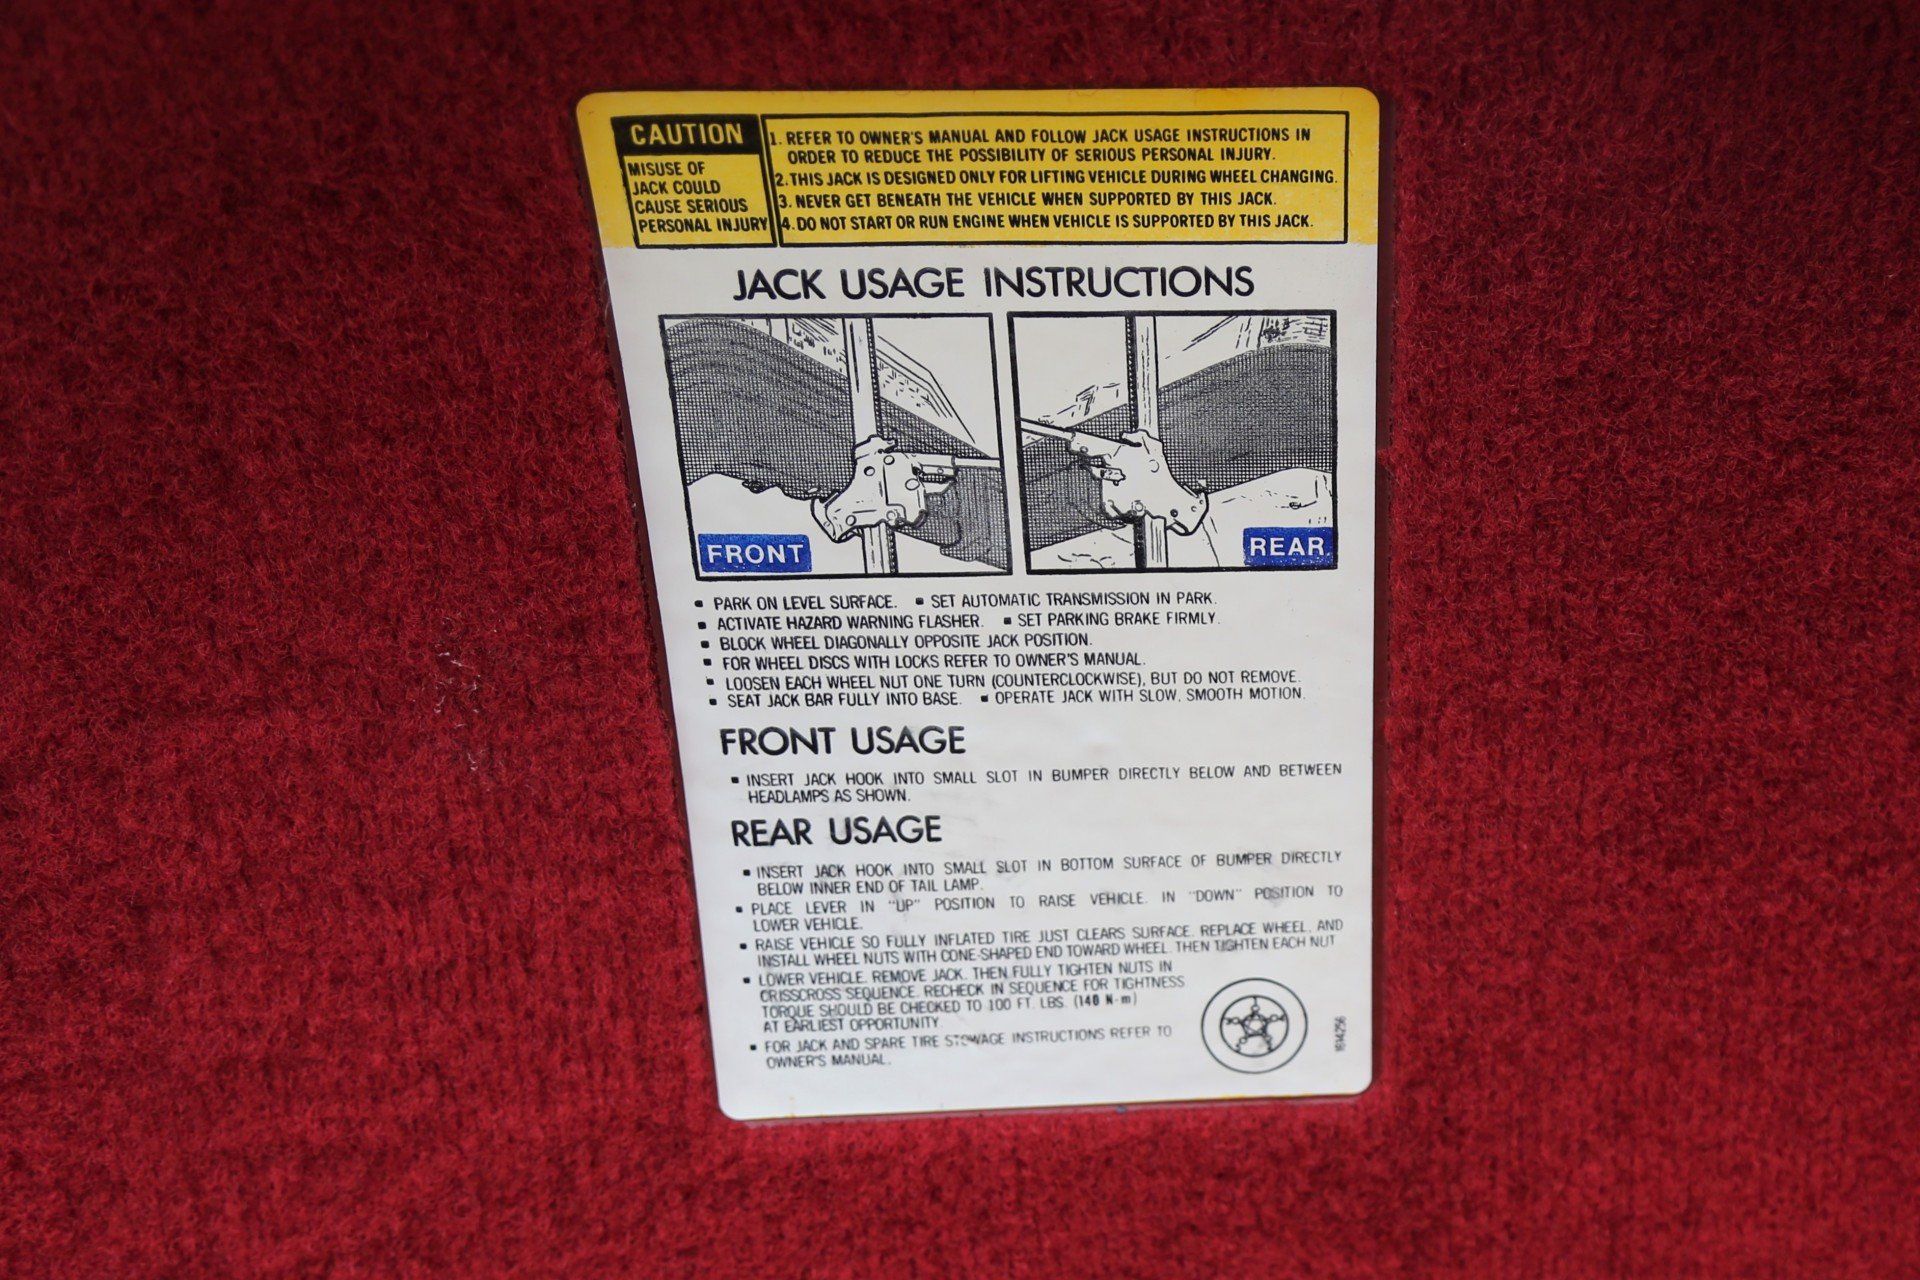 CAUTION
MISUSE OF
JACK COULD
CAUSE SERIOUS
PERSONAL INJURY
1. REFER TO OWNER'S MANUAL AND FOLLOW JACK USAGE INSTRUCTIONS IN
ORDER TO REDUCE THE POSSIBILITY OF SERIOUS PERSONAL INJURY.
2. THIS JACK IS DESIGNED ONLY FOR LIFTING VEHICLE DURING WHEEL CHANGING.
3. NEVER GET BENEATH THE VEHICLE WHEN SUPPORTED BY THIS JACK.
4. DO NOT START OR RUN ENGINE WHEN VEHICLE IS SUPPORTED BY THIS JACK.
JACK USAGE INSTRUCTIONS
FRONT
REAR
▪ PARK ON LEVEL SURFACE. ▪ SET AUTOMATIC TRANSMISSION IN PARK.
▪ ACTIVATE HAZARD WARNING FLASHER. ▪ SET PARKING BRAKE FIRMLY.
▪ BLOCK WHEEL DIAGONALLY OPPOSITE JACK POSITION.
▪ FOR WHEEL DISCS WITH LOCKS REFER TO OWNER'S MANUAL.
▪ LOOSEN EACH WHEEL NUT ONE TURN (COUNTERCLOCKWISE), BUT DO NOT REMOVE.
▪ SEAT JACK BAR FULLY INTO BASE. ▪ OPERATE JACK WITH SLOW, SMOOTH MOTION.
FRONT USAGE
▪ INSERT JACK HOOK INTO SMALL SLOT IN BUMPER DIRECTLY BELOW AND BETWEEN
HEADLAMPS AS SHOWN.
REAR USAGE
▪ INSERT JACK HOOK INTO SMALL SLOT IN BOTTOM SURFACE OF BUMPER DIRECTLY
BELOW INNER END OF TAIL LAMP.
▪ PLACE LEVER IN "UP" POSITION TO RAISE VEHICLE. IN "DOWN" POSITION TO
LOWER VEHICLE.
▪ RAISE VEHICLE SO FULLY INFLATED TIRE JUST CLEARS SURFACE. REPLACE WHEEL, AND
INSTALL WHEEL NUTS WITH CONE-SHAPED END TOWARD WHEEL. THEN TIGHTEN EACH NUT
▪ LOWER VEHICLE. REMOVE JACK. THEN FULLY TIGHTEN NUTS IN
CRISSCROSS SEQUENCE. RECHECK IN SEQUENCE FOR TIGHTNESS
TORQUE SHOULD BE CHECKED TO 100 FT. LBS. (140 N·m)
AT EARLIEST OPPORTUNITY.
▪ FOR JACK AND SPARE TIRE STOWAGE INSTRUCTIONS REFER TO
OWNER'S MANUAL.